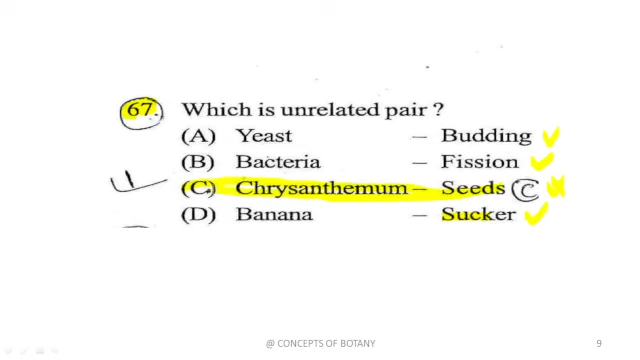 67. Which is unrelated pair ?
(A) Yeast – Budding
(B) Bacteria – Fission
(C) Chrysanthemum – Seeds C
(D) Banana – Sucker
@ CONCEPTS OF BOTANY 9